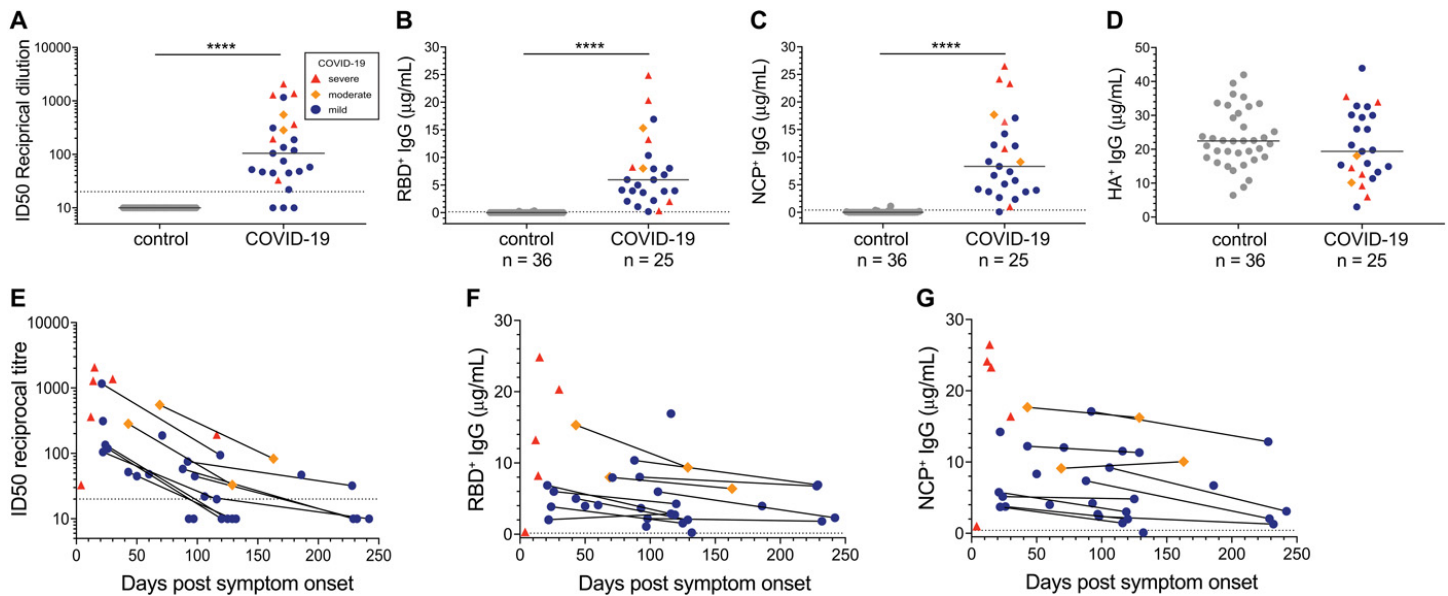 A
ID50 Reciprical dilution
10000
1000
100
10
****
COVID-19
severe
moderate
mild
control
COVID-19
B
RBD+ IgG (μg/mL)
30
25
20
15
10
5
0
****
control
n = 36
COVID-19
n = 25
C
NCP+ IgG (μg/mL)
30
25
20
15
10
5
0
****
control
n = 36
COVID-19
n = 25
D
HA+ IgG (μg/mL)
50
40
30
20
10
0
control
n = 36
COVID-19
n = 25
E
ID50 reciprocal titre
10000
1000
100
10
0 50 100 150 200 250
Days post symptom onset
F
RBD+ IgG (μg/mL)
30
20
10
0
0 50 100 150 200 250
Days post symptom onset
G
NCP+ IgG (μg/mL)
30
20
10
0
0 50 100 150 200 250
Days post symptom onset